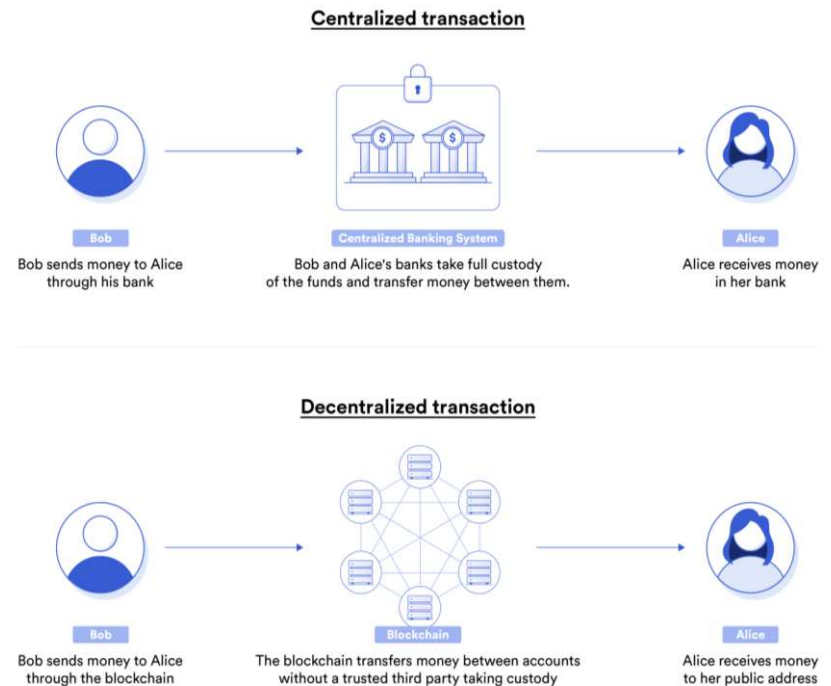 Centralized transaction
$ $
Bob
Centralized Banking System
Alice
Bob sends money to Alice
through his bank
Bob and Alice's banks take full custody
of the funds and transfer money between them.
Alice receives money
in her bank
Decentralized transaction
Bob
Blockchain
Alice
Bob sends money to Alice
through the blockchain
The blockchain transfers money between accounts
without a trusted third party taking custody
Alice receives money
to her public address